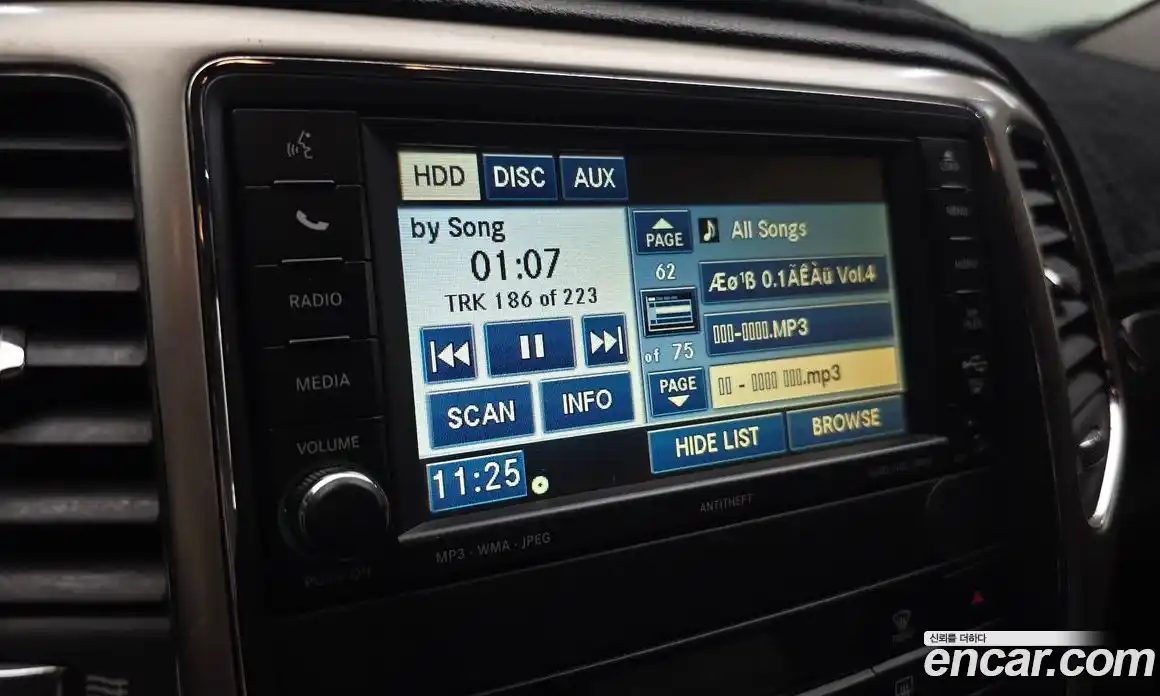 HDD DISC AUX
by Song
01:07
TRK 186 of 223
SCAN INFO
11:25
PAGE
62
of 75
PAGE
All Songs
Æø¹ß 0.1ÃÊÀü Vol.4
▯▯▯-▯▯▯▯.MP3
▯▯ - ▯▯▯▯ ▯▯▯.mp3
HIDE LIST BROWSE
RADIO
MEDIA
VOLUME
MENU
MP3 · WMA · JPEG
ANTITHEFT
신뢰를 더하다
encar.com